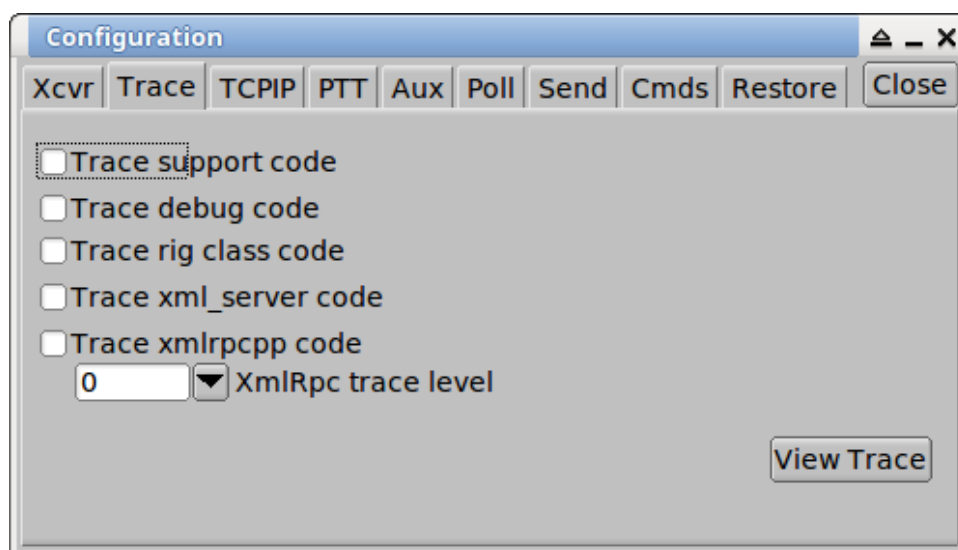 Configuration
Xcvr Trace TCPIP PTT Aux Poll Send Cmds Restore Close
Trace support code
Trace debug code
Trace rig class code
Trace xml_server code
Trace xmlrpcpp code
0 XmlRpc trace level
View Trace